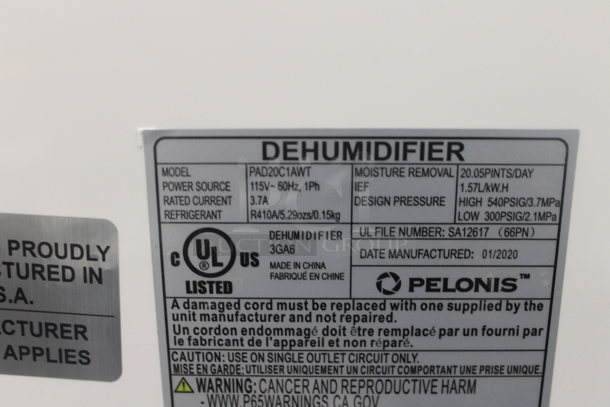 DEHUMIDIFIER
MODEL PAD20C1AWT
POWER SOURCE 115V~ 60Hz, 1Ph
RATED CURRENT 3.7A
REFRIGERANT R410A/5.29ozs/0.15kg
MOISTURE REMOVAL 20.05PINTS/DAY
IEF 1.57L/kW.H
DESIGN PRESSURE HIGH 540PSIG/3.7MPa
LOW 300PSIG/2.1MPa
C UL ® US
LISTED
DEHUMIDIFIER
3GA6
MADE IN CHINA
FABRIQUÉ EN CHINE
UL FILE NUMBER: SA12617 (66PN)
DATE MANUFACTURED: 01/2020
PELONIS™
A damaged cord must be replaced with one supplied by the
unit manufacturer and not repaired.
Un cordon endommagé doit être remplacé par un fourni par
le fabricant de l'appareil et non réparé.
CAUTION: USE ON SINGLE OUTLET CIRCUIT ONLY.
MISE EN GARDE: UTILISER UNIQUEMENT UN CIRCUIT COMPORTANT UNE PRISE UNIQUE.
WARNING: CANCER AND REPRODUCTIVE HARM
- WWW.P65WARNINGS.CA.GOV
PROUDLY
TURED IN
S.A.
ACTURER
APPLIES